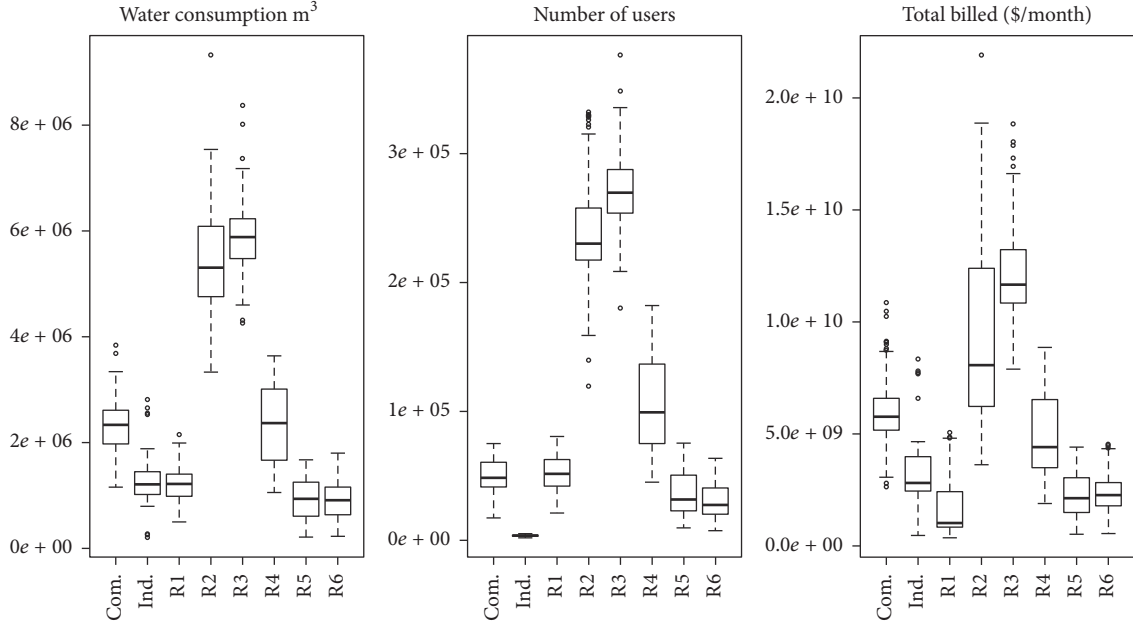 Water consumption m³
8e + 06
6e + 06
4e + 06
2e + 06
0e + 00
Com.
Ind.
R1
R2
R3
R4
R5
R6
Number of users
3e + 05
2e + 05
1e + 05
0e + 00
Com.
Ind.
R1
R2
R3
R4
R5
R6
Total billed ($/month)
2.0e + 10
1.5e + 10
1.0e + 10
5.0e + 09
0.0e + 00
Com.
Ind.
R1
R2
R3
R4
R5
R6